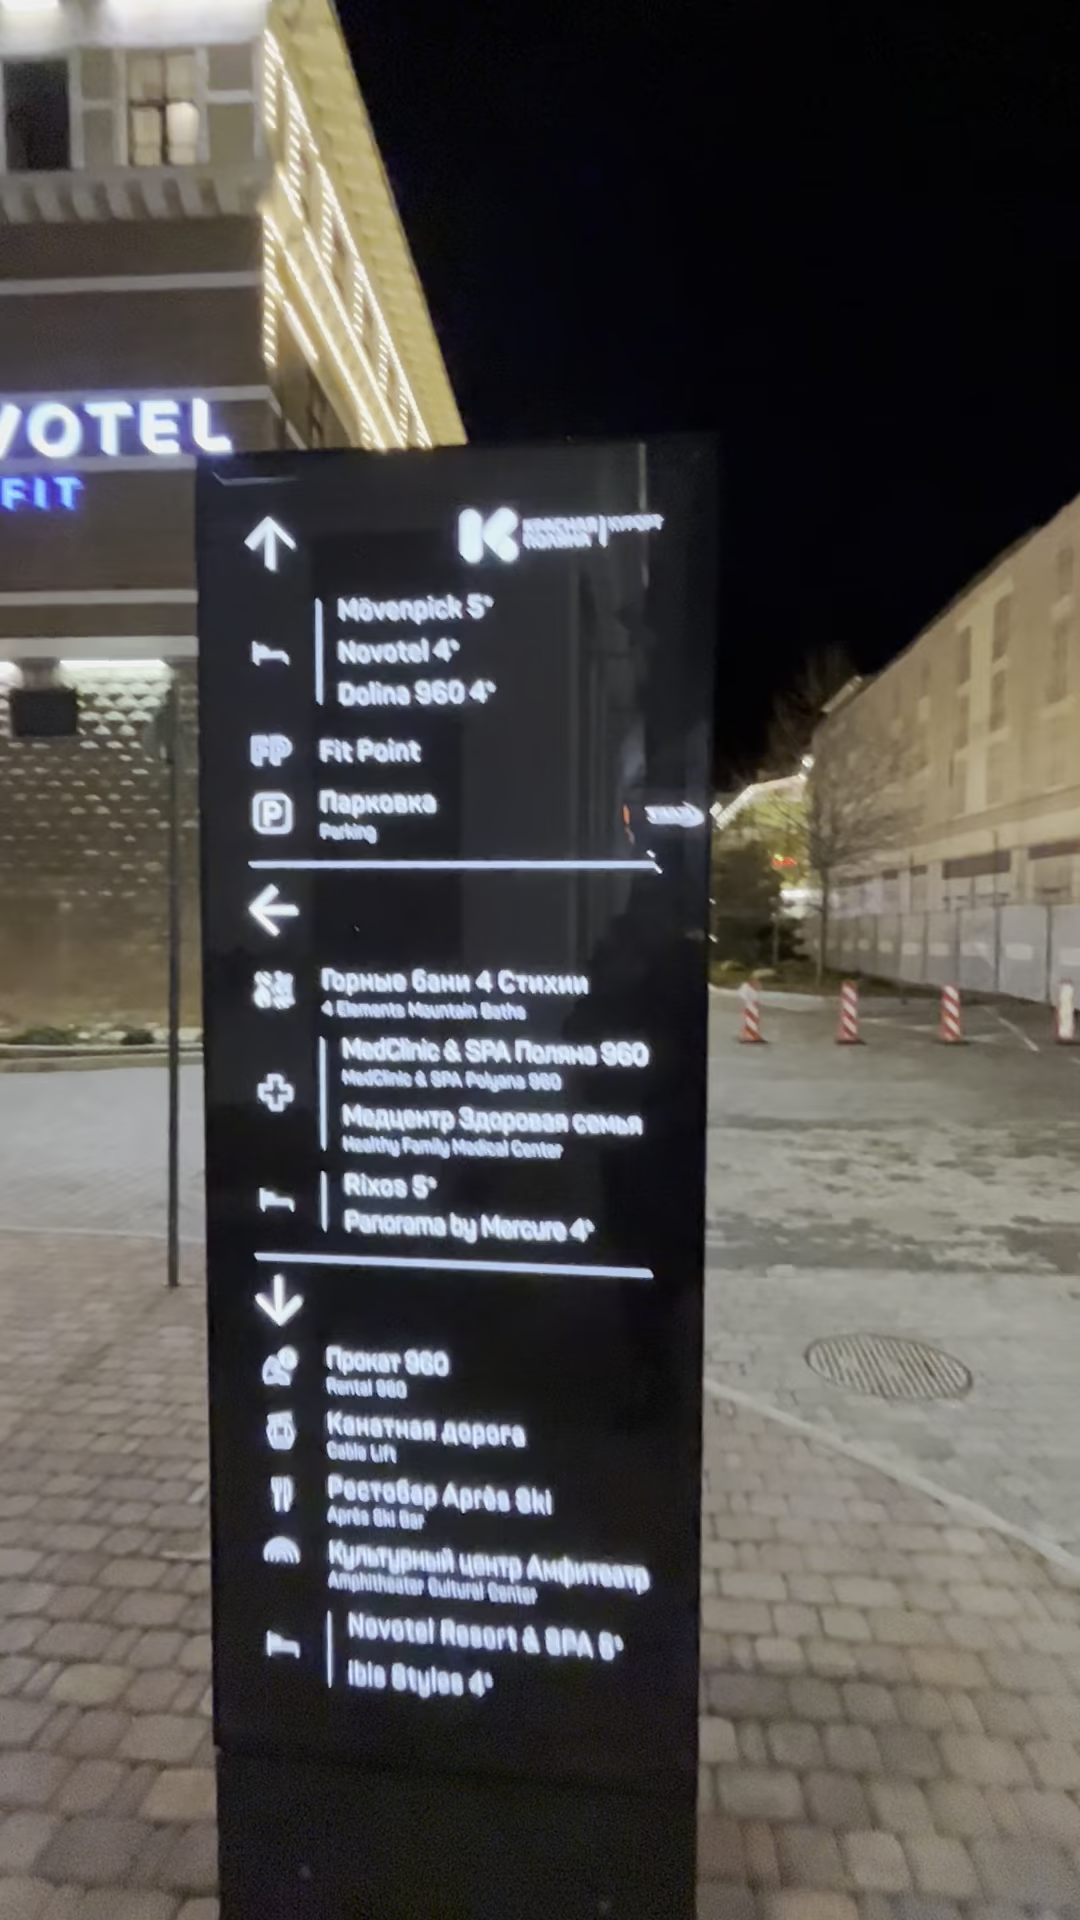 VOTEL
FIT
КРАСНАЯ ПОЛЯНА | КУРОРТ
Mövenpick 5*
Novotel 4*
Dolina 960 4*
FP Fit Point
P Парковка
Parking
Горные бани 4 Стихии
4 Elements Mountain Baths
MedClinic & SPA Поляна 960
MedClinic & SPA Polyana 960
Медцентр Здоровая семья
Healthy Family Medical Center
Rixos 5*
Panorama by Mercure 4*
Прокат 960
Rental 960
Канатная дорога
Cable Lift
Рестобар Après Ski
Après Ski Bar
Культурный центр Амфитеатр
Amphitheater Cultural Center
Novotel Resort & SPA 5*
Ibis Styles 4*